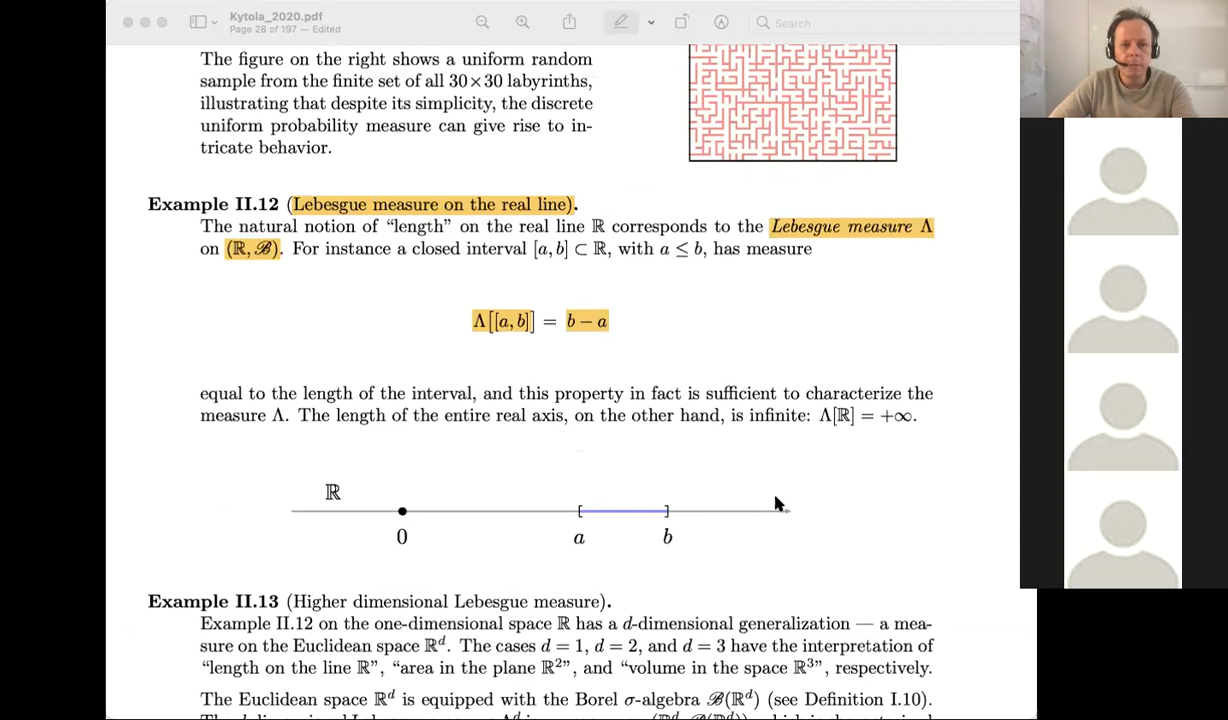 Kytola_2020.pdf
Page 28 of 197 — Edited
Search
The figure on the right shows a uniform random
sample from the finite set of all 30×30 labyrinths,
illustrating that despite its simplicity, the discrete
uniform probability measure can give rise to in-
tricate behavior.
Example II.12 (Lebesgue measure on the real line).
The natural notion of “length” on the real line ℝ corresponds to the Lebesgue measure Λ
on (ℝ, ℬ). For instance a closed interval [a, b] ⊂ ℝ, with a ≤ b, has measure
Λ[[a, b]] = b − a
equal to the length of the interval, and this property in fact is sufficient to characterize the
measure Λ. The length of the entire real axis, on the other hand, is infinite: Λ[ℝ] = +∞.
ℝ
0 a b
Example II.13 (Higher dimensional Lebesgue measure).
Example II.12 on the one-dimensional space ℝ has a d-dimensional generalization — a mea-
sure on the Euclidean space ℝᵈ. The cases d = 1, d = 2, and d = 3 have the interpretation of
“length on the line ℝ”, “area in the plane ℝ²”, and “volume in the space ℝ³”, respectively.
The Euclidean space ℝᵈ is equipped with the Borel σ-algebra ℬ(ℝᵈ) (see Definition I.10).